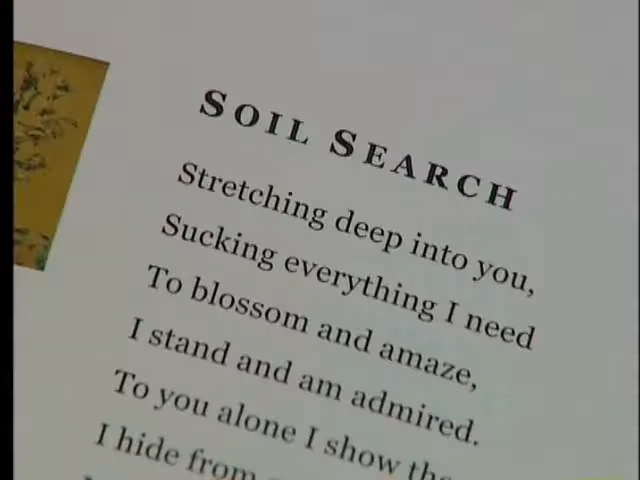 SOIL SEARCH
Stretching deep into you,
Sucking everything I need
To blossom and amaze,
I stand and am admired.
To you alone I show the
I hide from